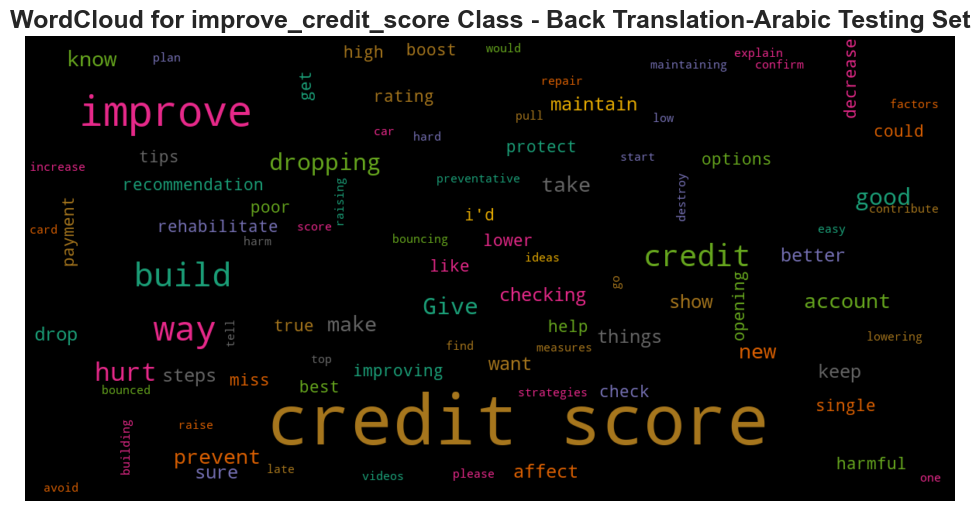 WordCloud for improve_credit_score Class - Back Translation-Arabic Testing Set
know
plan
get
high
boost
would
explain
maintaining
confirm
decrease
improve
rating
repair
maintain
factors
pull
low
could
car
hard
protect
tips
dropping
start
options
increase
recommendation
raising
preventative
take
destroy
good
contribute
poor
i'd
payment
card
rehabilitate
score
harm
bouncing
lower
easy
ideas
credit
better
build
like
go
checking
show
account
opening
Give
drop
way
tell
true
make
help
things
lowering
find
measures
new
top
want
hurt
steps
miss
improving
keep
bounced
best
strategies
check
credit score
single
raise
building
prevent
sure
late
videos
please
affect
harmful
one
avoid